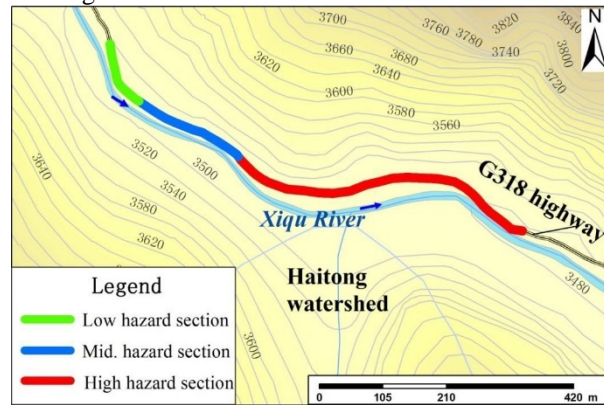 3700
3660
3620
3680
3640
3600
3580
3560
3760
3780
3740
3820
3840
3800
3720
N
3640
3520
3500
3540
3580
3620
Xiqu River
G318 highway
Haitong
watershed
3480
3600
Legend
Low hazard section
Mid. hazard section
High hazard section
0 105 210 420 m